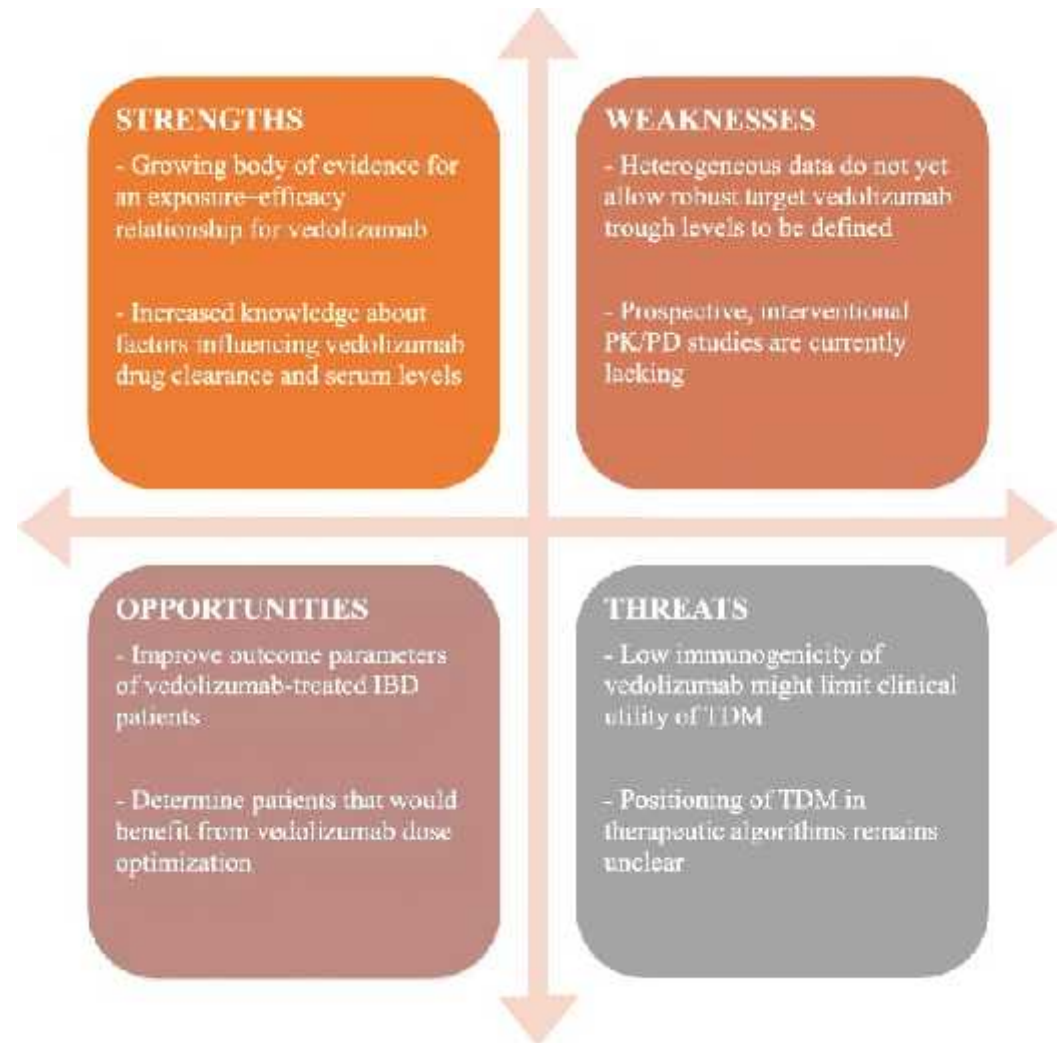 STRENGTHS
- Growing body of evidence for
an exposure–efficacy
relationship for vedolizumab
- Increased knowledge about
factors influencing vedolizumab
drug clearance and serum levels
WEAKNESSES
- Heterogeneous data do not yet
allow robust target vedolizumab
trough levels to be defined
- Prospective, interventional
PK/PD studies are currently
lacking
OPPORTUNITIES
- Improve outcome parameters
of vedolizumab-treated IBD
patients
- Determine patients that would
benefit from vedolizumab dose
optimization
THREATS
- Low immunogenicity of
vedolizumab might limit clinical
utility of TDM
- Positioning of TDM in
therapeutic algorithms remains
unclear